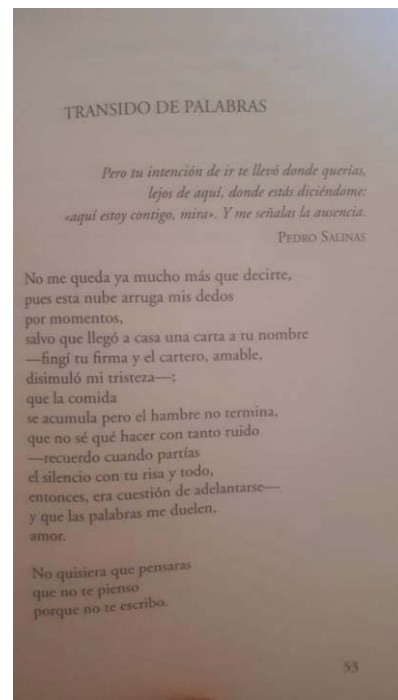 TRANSIDO DE PALABRAS
Pero tu intención de ir te llevó donde querías,
lejos de aquí, donde estás diciéndome:
«aquí estoy contigo, mira». Y me señalas la ausencia.
PEDRO SALINAS
No me queda ya mucho más que decirte,
pues esta nube arruga mis dedos
por momentos,
salvo que llegó a casa una carta a tu nombre
—fingí tu firma y el cartero, amable,
disimuló mi tristeza—;
que la comida
se acumula pero el hambre no termina,
que no sé qué hacer con tanto ruido
—recuerdo cuando partías
el silencio con tu risa y todo,
entonces, era cuestión de adelantarse—
y que las palabras me duelen,
amor.
No quisiera que pensaras
que no te pienso
porque no te escribo.
53